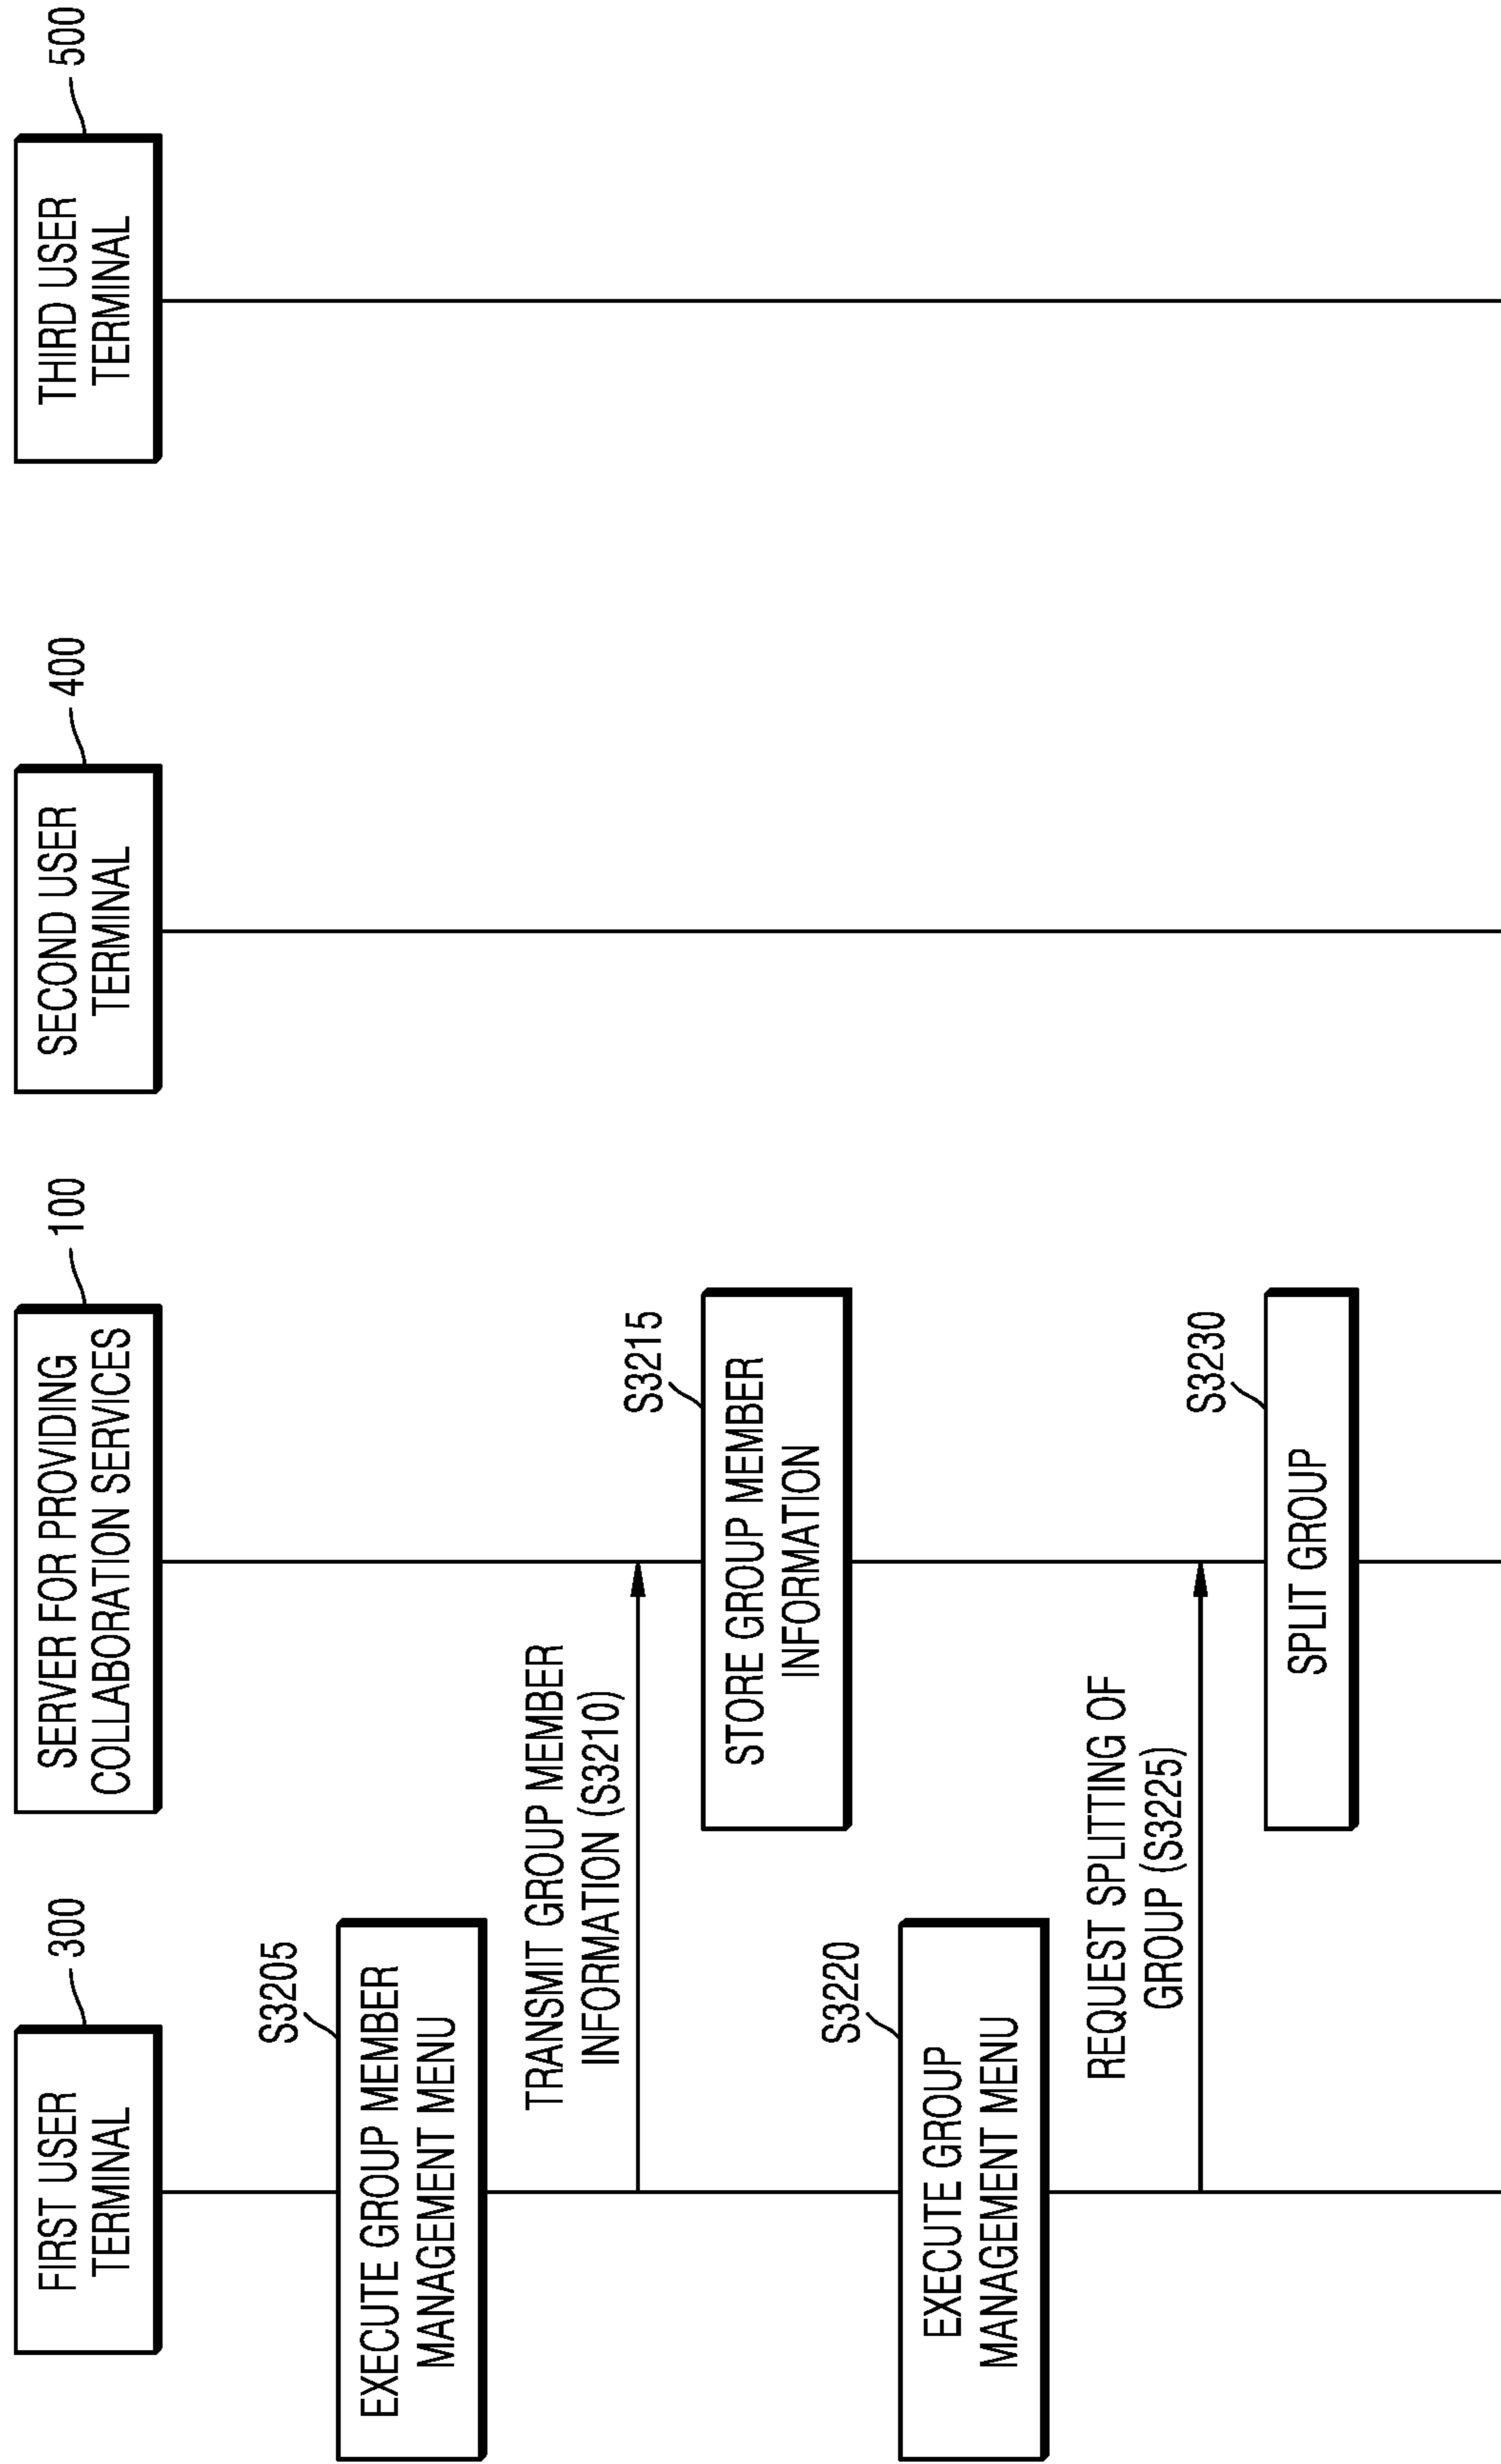 FIRST USER
TERMINAL
300
SERVER FOR PROVIDING
COLLABORATION SERVICES
100
SECOND USER
TERMINAL
400
THIRD USER
TERMINAL
500
S3205
EXECUTE GROUP MEMBER
MANAGEMENT MENU
TRANSMIT GROUP MEMBER
INFORMATION (S3210)
S3215
STORE GROUP MEMBER
INFORMATION
S3220
EXECUTE GROUP
MANAGEMENT MENU
REQUEST SPLITTING OF
GROUP (S3225)
S3230
SPLIT GROUP